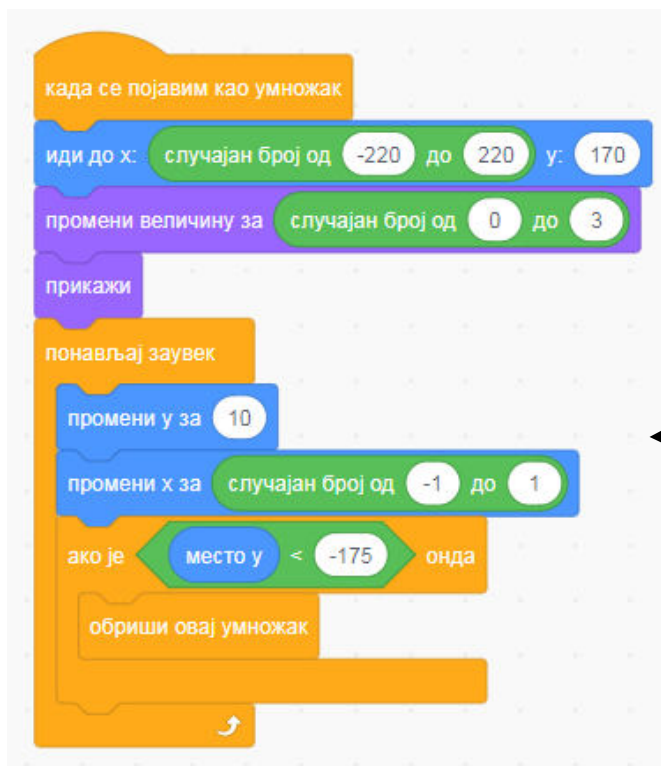 када се појавим као умножак
иди до x: случајан број од -220 до 220 y: 170
промени величину за случајан број од 0 до 3
прикажи
понављај заувек
промени y за 10
промени x за случајан број од -1 до 1
ако је место y < -175 онда
обриши овај умножак